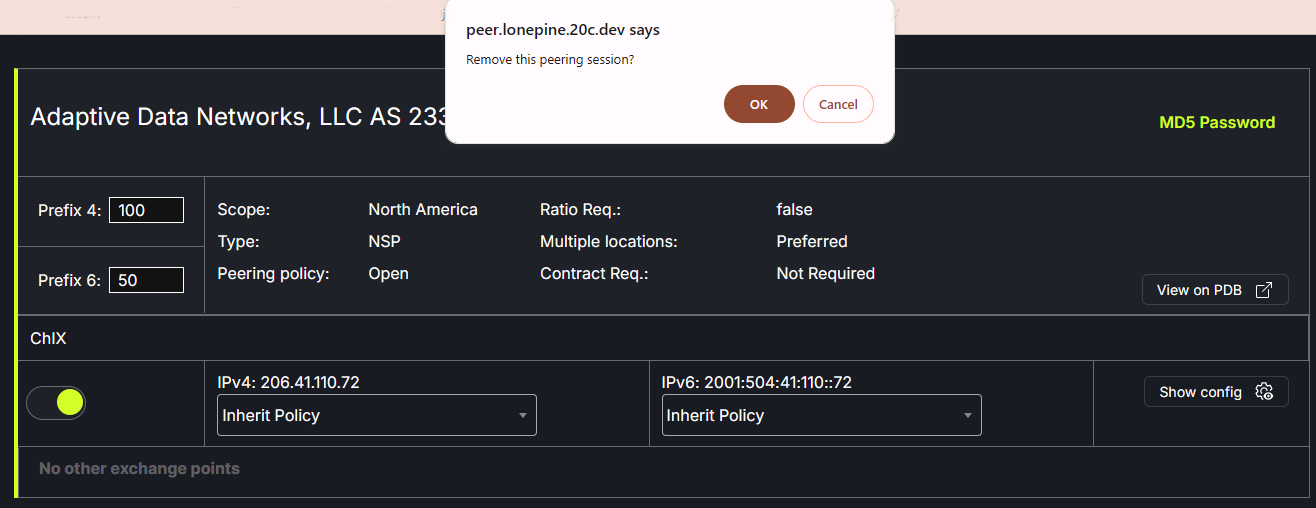 peer.lonepine.20c.dev says
Remove this peering session?
OK
Cancel
Adaptive Data Networks, LLC AS
MD5 Password
Prefix 4: 100
Prefix 6: 50
Scope: North America Ratio Req.: false
Type: NSP Multiple locations: Preferred
Peering policy: Open Contract Req.: Not Required
View on PDB
ChIX
IPv4: 206.41.110.72
Inherit Policy
IPv6: 2001:504:41:110::72
Inherit Policy
Show config
No other exchange points